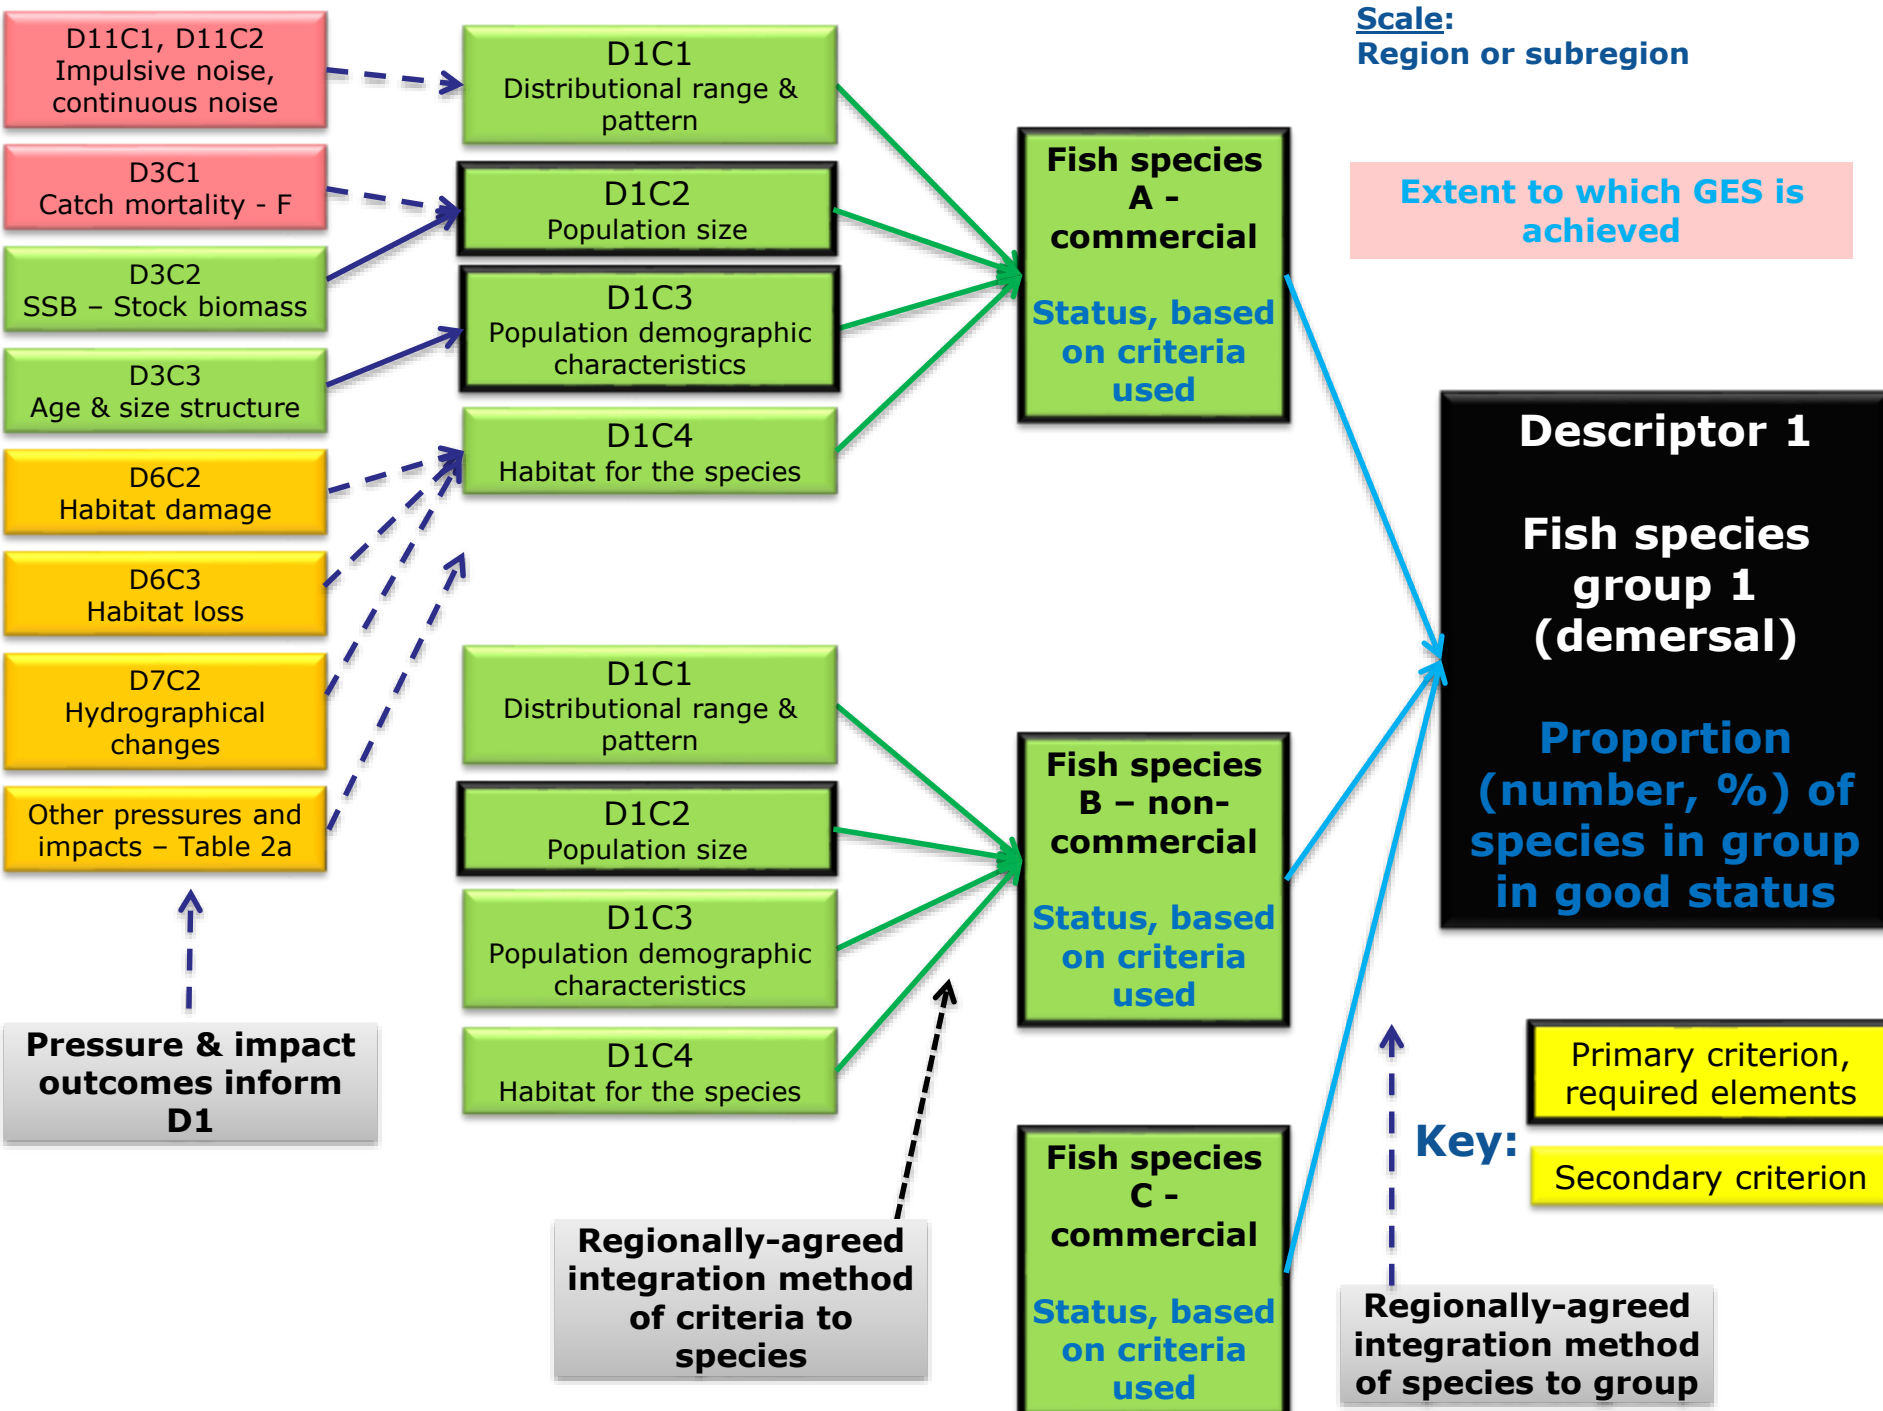 Scale:
Region or subregion
D11C1, D11C2
Impulsive noise,
continuous noise
D3C1
Catch mortality - F
D3C2
SSB – Stock biomass
D3C3
Age & size structure
D6C2
Habitat damage
D6C3
Habitat loss
D7C2
Hydrographical
changes
Other pressures and
impacts – Table 2a
Pressure & impact
outcomes inform
D1
D1C1
Distributional range &
pattern
D1C2
Population size
D1C3
Population demographic
characteristics
D1C4
Habitat for the species
D1C1
Distributional range &
pattern
D1C2
Population size
D1C3
Population demographic
characteristics
D1C4
Habitat for the species
Regionally-agreed
integration method
of criteria to
species
Fish species
A -
commercial
Status, based
on criteria
used
Fish species
B – non-
commercial
Status, based
on criteria
used
Fish species
C -
commercial
Status, based
on criteria
used
Extent to which GES is
achieved
Descriptor 1
Fish species
group 1
(demersal)
Proportion
(number, %) of
species in group
in good status
Key:
Primary criterion,
required elements
Secondary criterion
Regionally-agreed
integration method
of species to group